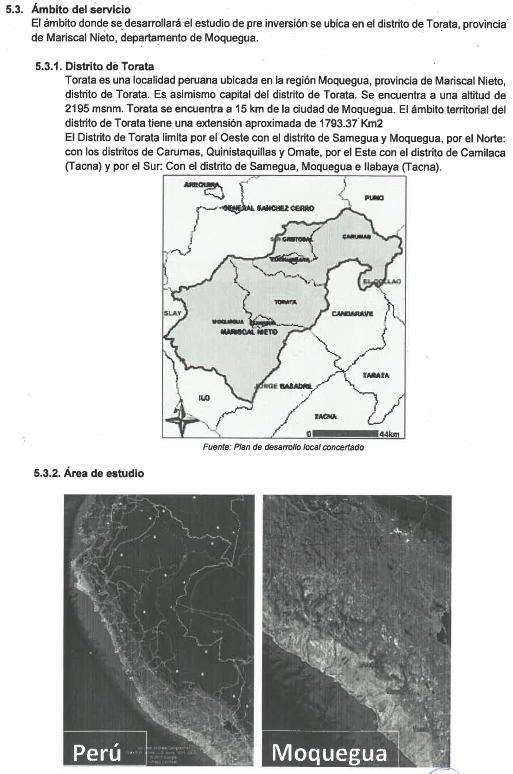 5.3. Ámbito del servicio
El ámbito donde se desarrollará el estudio de pre inversión se ubica en el distrito de Torata, provincia
de Mariscal Nieto, departamento de Moquegua.
5.3.1. Distrito de Torata
Torata es una localidad peruana ubicada en la región Moquegua, provincia de Mariscal Nieto,
distrito de Torata. Es asimismo capital del distrito de Torata. Se encuentra a una altitud de
2195 msnm. Torata se encuentra a 15 km de la ciudad de Moquegua. El ámbito territorial del
distrito de Torata tiene una extensión aproximada de 1793.37 Km2
El Distrito de Torata limita por el Oeste con el distrito de Samegua y Moquegua, por el Norte:
con los distritos de Carumas, Quinistaquillas y Omate, por el Este con el distrito de Camilaca
(Tacna) y por el Sur: Con el distrito de Samegua, Moquegua e Ilabaya (Tacna).
AREQUIPA
PUNO
GENERAL SANCHEZ CERRO
SAN CRISTOBAL
CARUMAS
EL COLLAO
TORATA
SLAY
CANDARAVE
MOQUEGUA
MARISCAL NIETO
TARATA
JORGE BASADRE
ILO
TACNA
0 44km
Fuente: Plan de desarrollo local concertado
5.3.2. Área de estudio
Perú
Moquegua